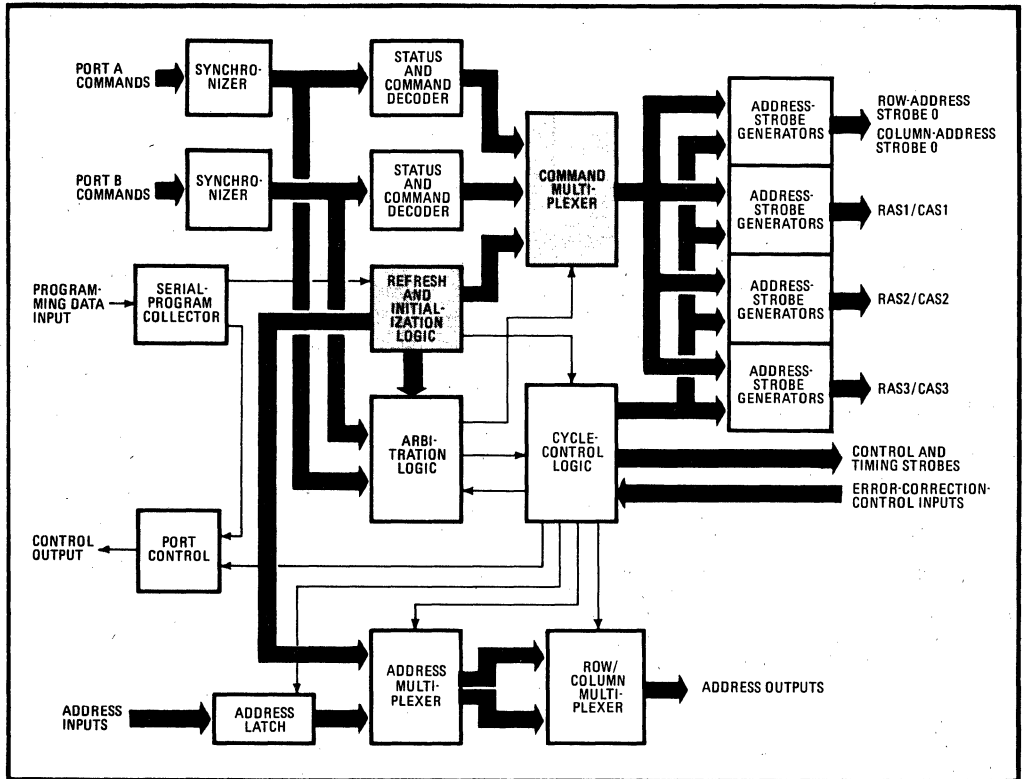 PORT A
COMMANDS
SYNCHRO-
NIZER
STATUS
AND
COMMAND
DECODER
PORT B
COMMANDS
SYNCHRO-
NIZER
STATUS
AND
COMMAND
DECODER
COMMAND
MULTI-
PLEXER
ADDRESS-
STROBE
GENERATORS
ROW-ADDRESS
STROBE 0
COLUMN-ADDRESS
STROBE 0
ADDRESS-
STROBE
GENERATORS
RAS1/CAS1
ADDRESS-
STROBE
GENERATORS
RAS2/CAS2
ADDRESS-
STROBE
GENERATORS
RAS3/CAS3
PROGRAM-
MING DATA
INPUT
SERIAL-
PROGRAM
COLLECTOR
REFRESH
AND
INITIAL-
IZATION
LOGIC
ARBI-
TRATION
LOGIC
CYCLE-
CONTROL
LOGIC
CONTROL AND
TIMING STROBES
ERROR-CORRECTION-
CONTROL INPUTS
CONTROL
OUTPUT
PORT
CONTROL
ADDRESS
INPUTS
ADDRESS
LATCH
ADDRESS
MULTI-
PLEXER
ROW/
COLUMN
MULTI-
PLEXER
ADDRESS OUTPUTS